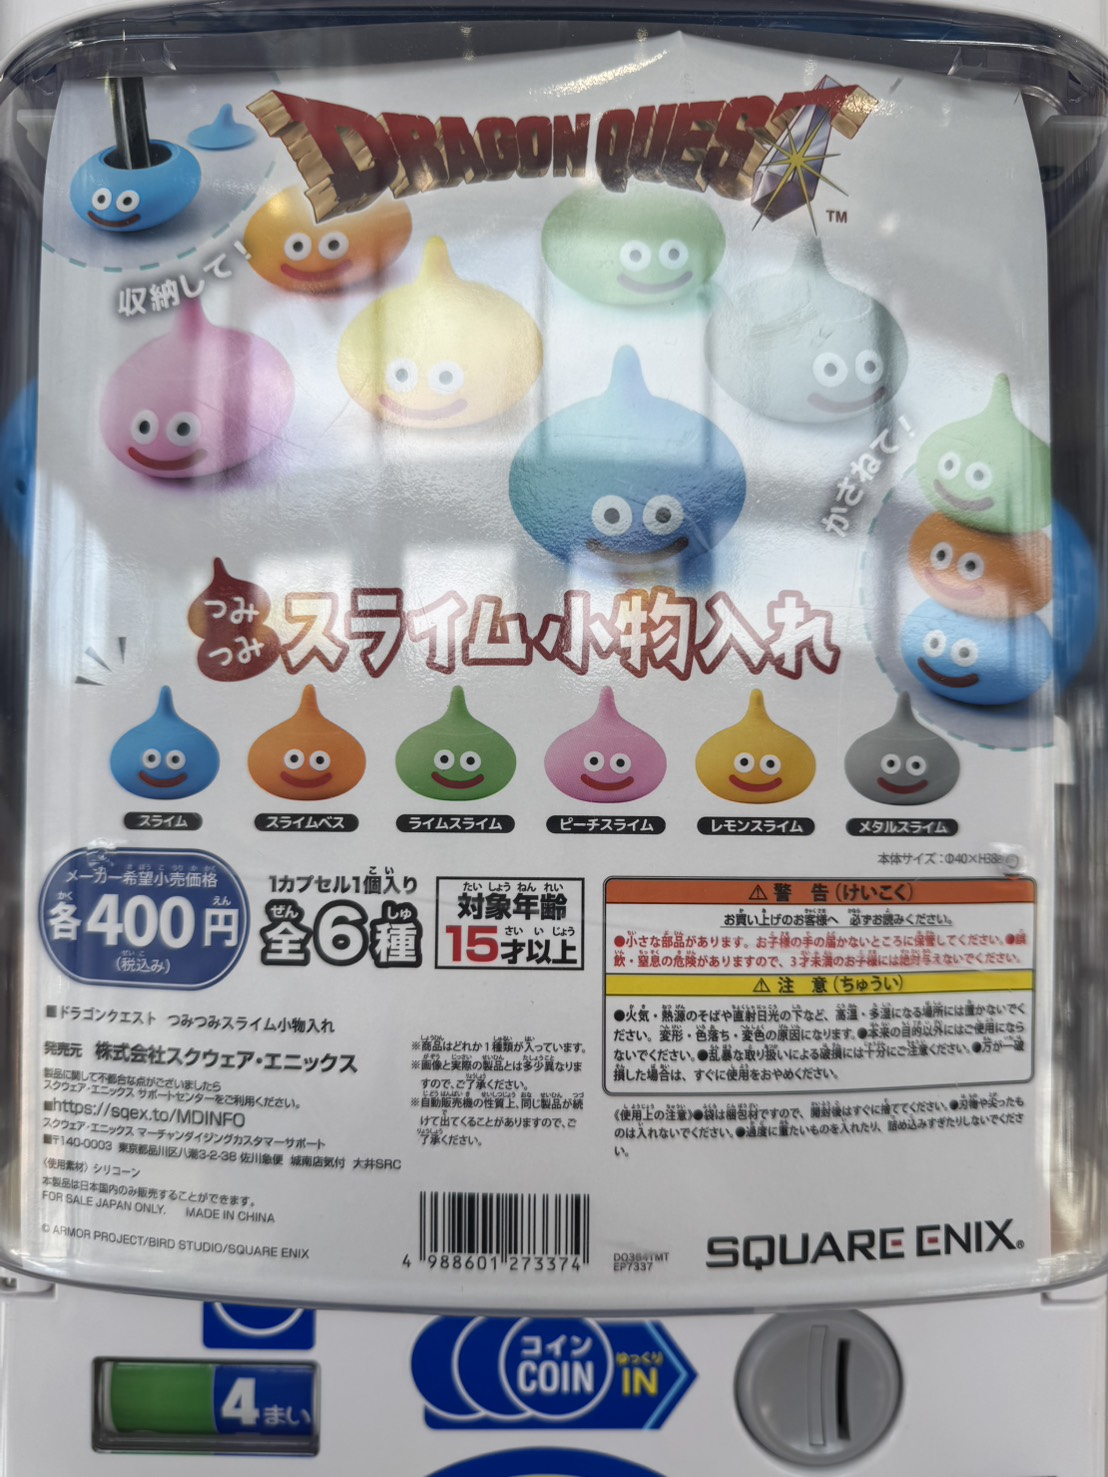 DRAGON QUEST
TM
収納して!
かさねて!
つみつみ
スライム小物入れ
スライム
スライムベス
ライムスライム
ピーチスライム
レモンスライム
メタルスライム
本体サイズ:Φ40×H38
メーカー希望小売価格
各400円
(税込み)
1カプセル1個入り
全6種
対象年齢
15才以上
⚠警 告(けいこく)
お買い上げのお客様へ 必ずお読みください。
●小さな部品があります。お子様の手の届かないところに保管してください。●誤
飲・窒息の危険がありますので、3才未満のお子様には絶対与えないでください。
⚠注 意(ちゅうい)
●火気・熱源のそばや直射日光の下など、高温・多湿になる場所には置かないでく
ださい。変形・色落ち・変色の原因になります。●本来の目的以外にはご使用になら
ないでください。●乱暴な取り扱いによる破損には十分にご注意ください。●万が一破
損した場合は、すぐに使用をおやめください。
《使用上の注意》●袋は梱包材ですので、開封後はすぐに捨ててください。●刃物や尖ったも
のは入れないでください。●過度に重たいものを入れたり、詰め込みすぎたりしないでくださ
い。
■ドラゴンクエスト つみつみスライム小物入れ
発売元 株式会社スクウェア・エニックス
製品に関して不都合な点がございましたら
スクウェア・エニックス サポートセンターをご利用ください。
■https://sqex.to/MDINFO
スクウェア・エニックス マーチャンダイジングカスタマーサポート
■〒140-0003 東京都品川区八潮3-2-38 佐川急便 城南店気付 大井SRC
〈使用素材〉シリコーン
本製品は日本国内のみ販売することができます。
FOR SALE JAPAN ONLY. MADE IN CHINA
© ARMOR PROJECT/BIRD STUDIO/SQUARE ENIX
※商品はどれか1種類が入っています。
※画像と実際の製品とは多少異なりま
すので、ご了承ください。
※自動販売機の性質上、同じ製品が続
けて出てくることがありますので、ご
了承ください。
4 988601 273374
EP7337
SQUARE ENIX®
4まい
コイン
COIN
ゆっくり
IN